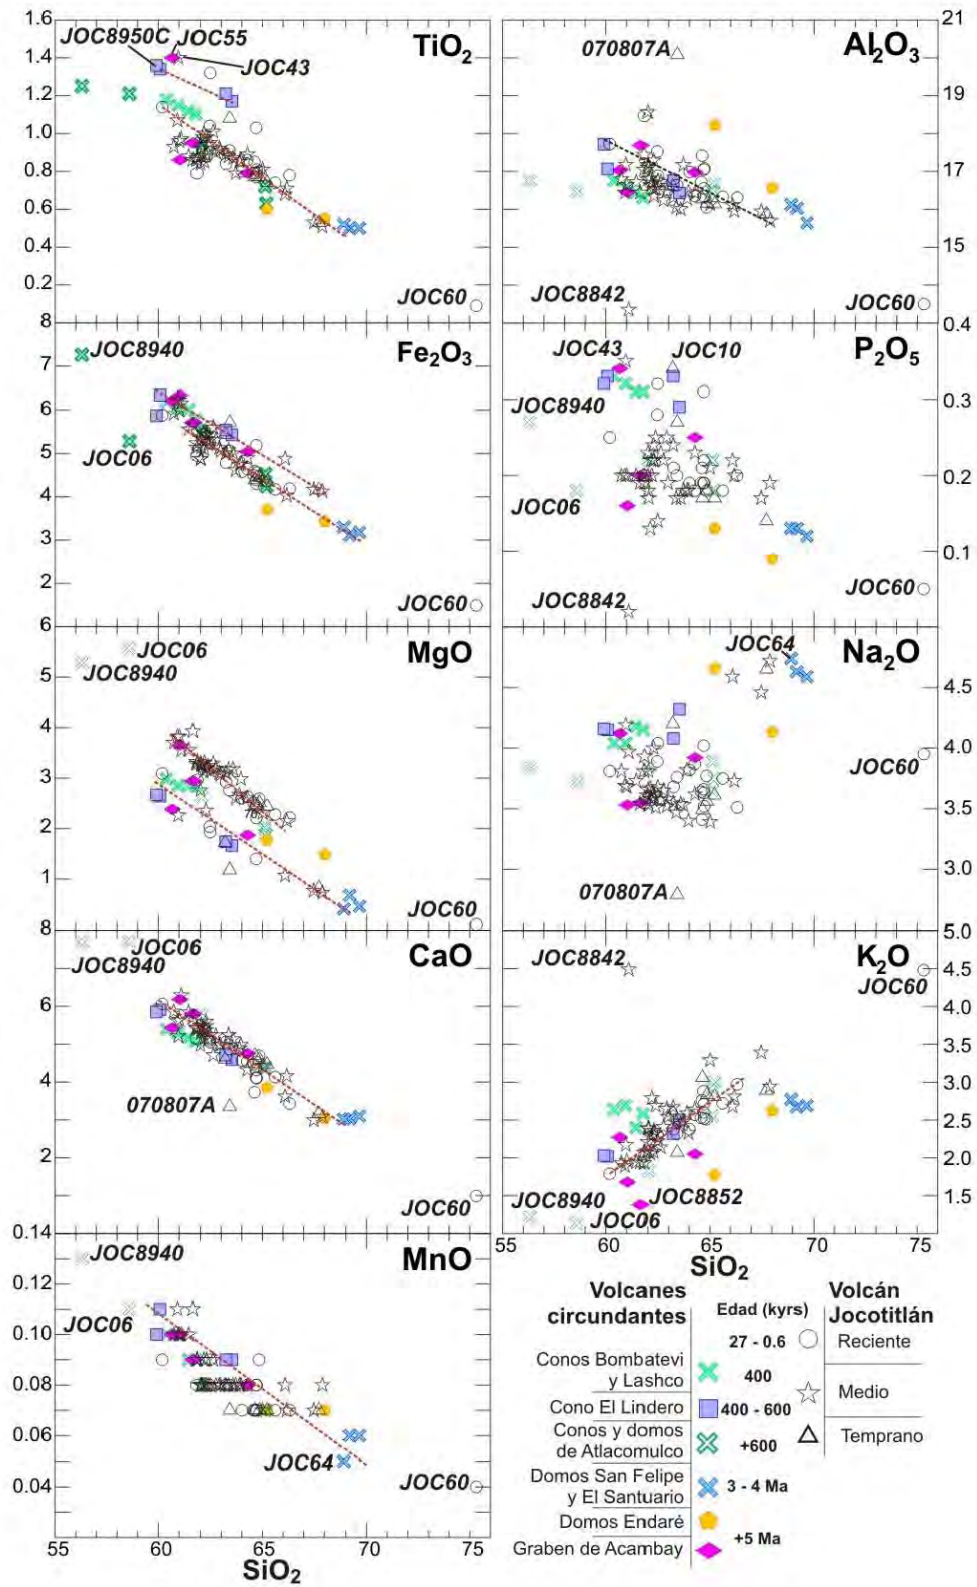 1.6
1.4
1.2
1.0
0.8
0.6
0.4
0.2
JOC8950C
JOC55
JOC43
TiO2
JOC60
21
19
17
15
070807A
Al2O3
JOC8842
JOC60
8
7
6
5
4
3
2
JOC8940
Fe2O3
JOC06
JOC60
0.4
0.3
0.2
0.1
JOC43
JOC10
P2O5
JOC8940
JOC06
JOC8842
JOC60
6
5
4
3
2
1
JOC06
JOC8940
MgO
JOC60
4.5
4.0
3.5
3.0
JOC64
Na2O
JOC60
070807A
8
6
4
2
JOC06
JOC8940
CaO
070807A
JOC60
5.0
4.5
4.0
3.5
3.0
2.5
2.0
1.5
JOC8842
K2O
JOC60
JOC8940
JOC8852
JOC06
55 60 65 70 75
SiO2
0.14
0.12
0.10
0.08
0.06
0.04
JOC8940
MnO
JOC06
JOC64
JOC60
55 60 65 70 75
SiO2
Volcanes
circundantes
Edad (kyrs)
Volcán
Jocotitlán
27 - 0.6
Reciente
Conos Bombatevi
y Lashco
400
Medio
Cono El Lindero
400 - 600
Conos y domos
de Atlacomulco
+600
Temprano
Domos San Felipe
y El Santuario
3 - 4 Ma
Domos Endaré
+5 Ma
Graben de Acambay